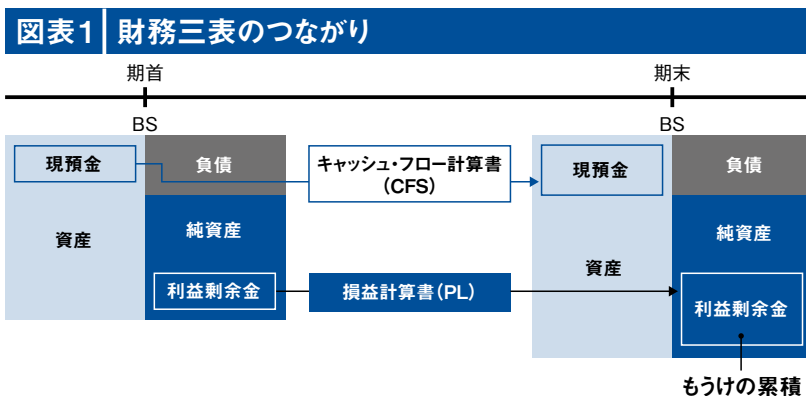 図表1 財務三表のつながり
期首
期末
BS
BS
現預金
負債
キャッシュ・フロー計算書
(CFS)
現預金
負債
資産
純資産
利益剰余金
損益計算書(PL)
資産
純資産
利益剰余金
もうけの累積